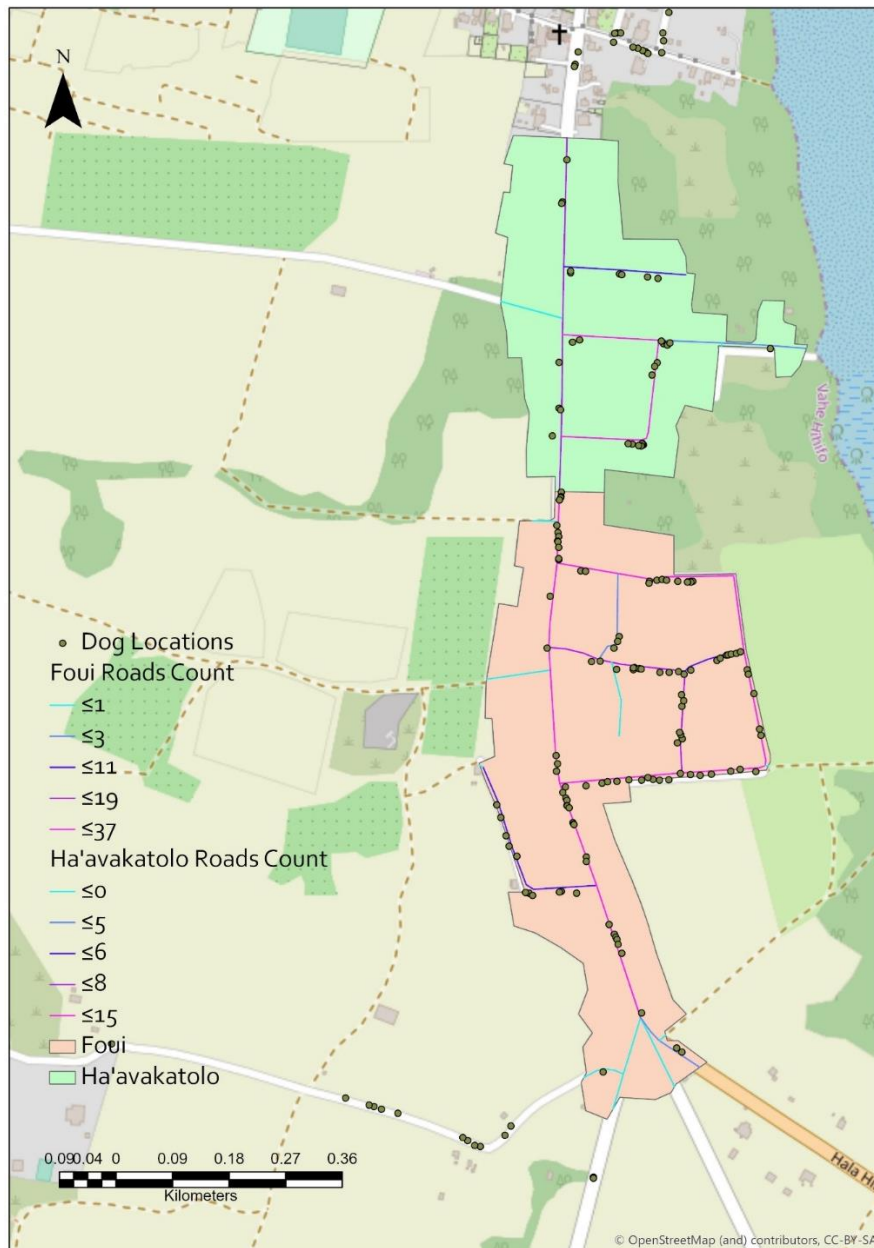 N
Vahe Hihifo
Dog Locations
Foui Roads Count
≤1
≤3
≤11
≤19
≤37
Ha'avakatolo Roads Count
≤0
≤5
≤6
≤8
≤15
Foui
Ha'avakatolo
0.09 0.04 0 0.09 0.18 0.27 0.36
Kilometers
Hala Hi
© OpenStreetMap (and) contributors, CC-BY-SA